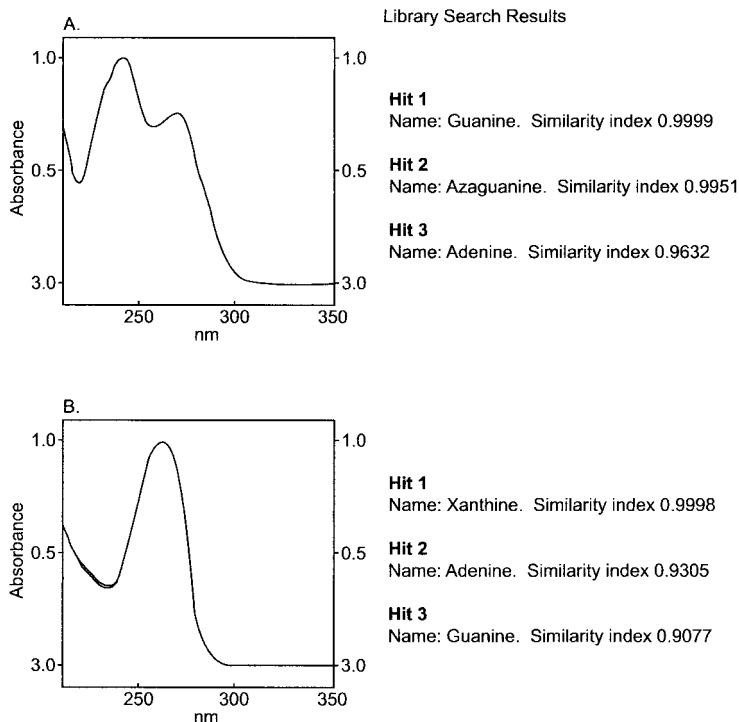 Library Search Results
A.
1.0
1.0
0.5
0.5
3.0
3.0
Absorbance
250
300
350
nm
Hit 1
Name: Guanine. Similarity index 0.9999
Hit 2
Name: Azaguanine. Similarity index 0.9951
Hit 3
Name: Adenine. Similarity index 0.9632
B.
1.0
1.0
0.5
0.5
3.0
3.0
Absorbance
250
300
350
nm
Hit 1
Name: Xanthine. Similarity index 0.9998
Hit 2
Name: Adenine. Similarity index 0.9305
Hit 3
Name: Guanine. Similarity index 0.9077